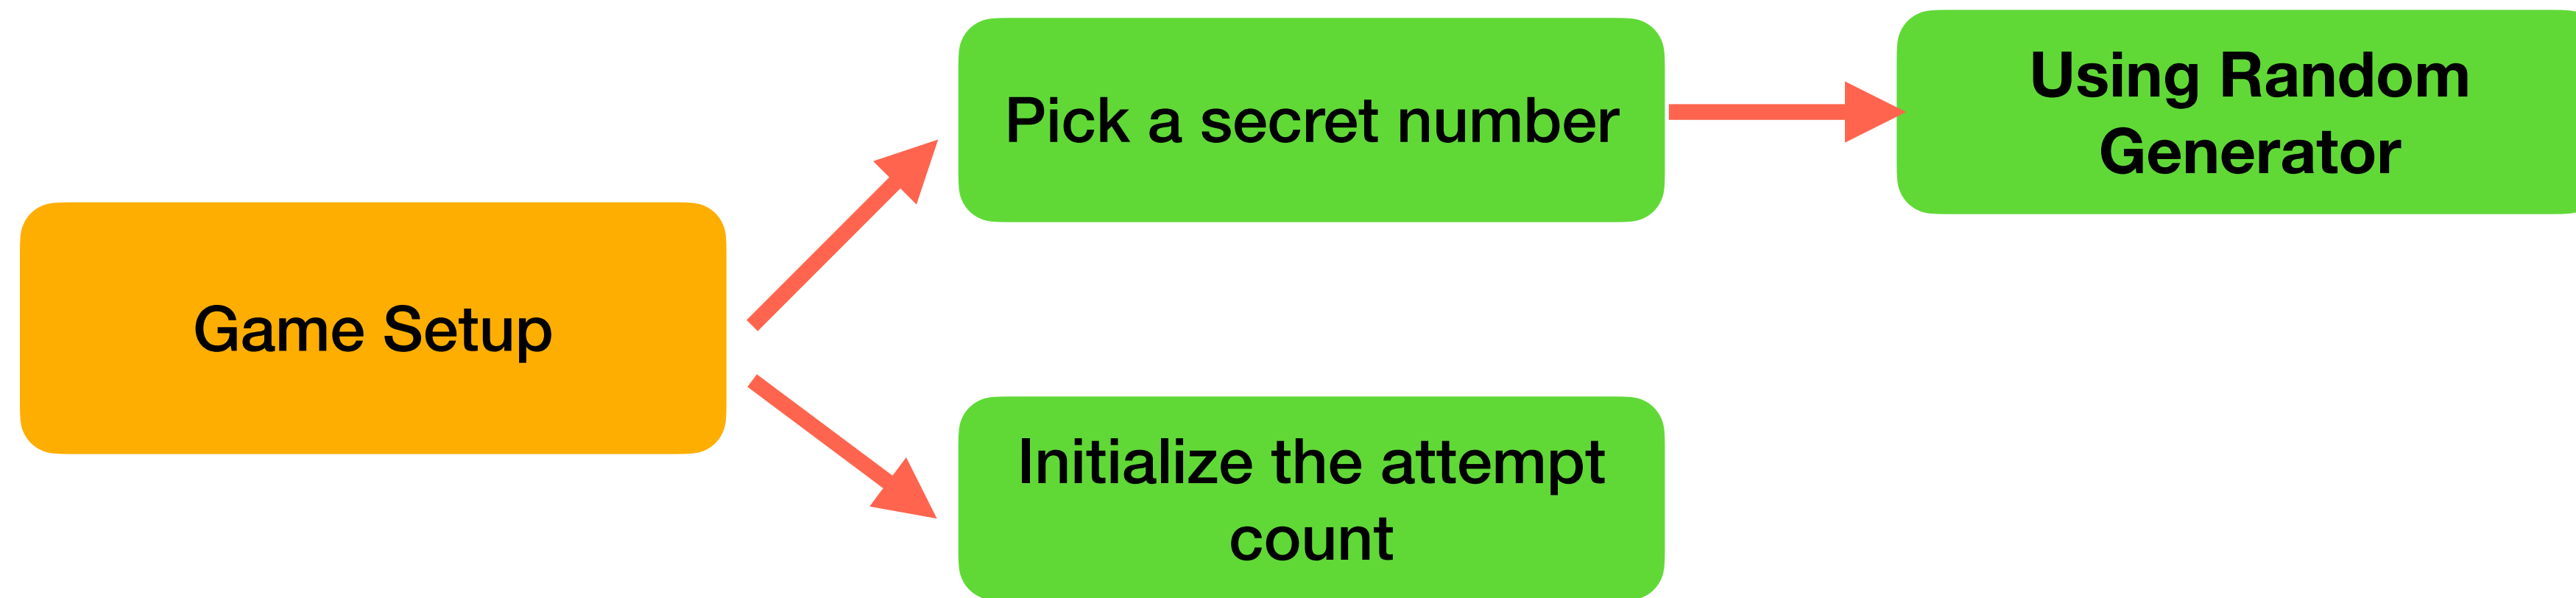 Game Setup
Pick a secret number
Using Random
Generator
Initialize the attempt
count